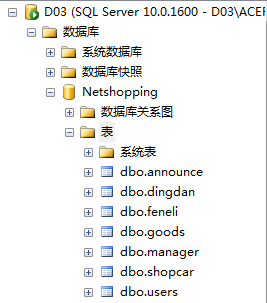 D03 (SQL Server 10.0.1600 - D03\ACER
数据库
系统数据库
数据库快照
Netshopping
数据库关系图
表
系统表
dbo.announce
dbo.dingdan
dbo.feneli
dbo.goods
dbo.manager
dbo.shopcar
dbo.users